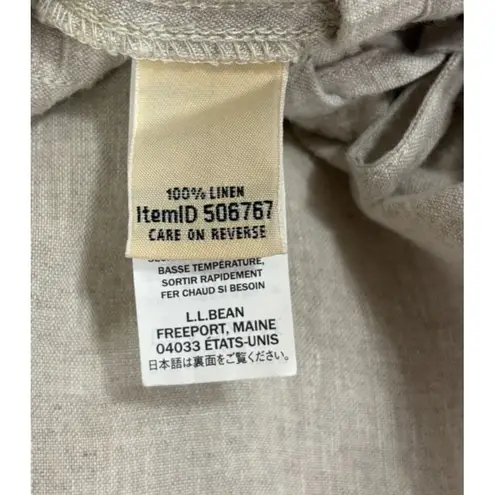 100% LINEN
ItemID 506767
CARE ON REVERSE
BASSE TEMPÉRATURE,
SORTIR RAPIDEMENT
FER CHAUD SI BESOIN
L.L.BEAN
FREEPORT, MAINE
04033 ÉTATS-UNIS
日本語は裏面をご覧ください。